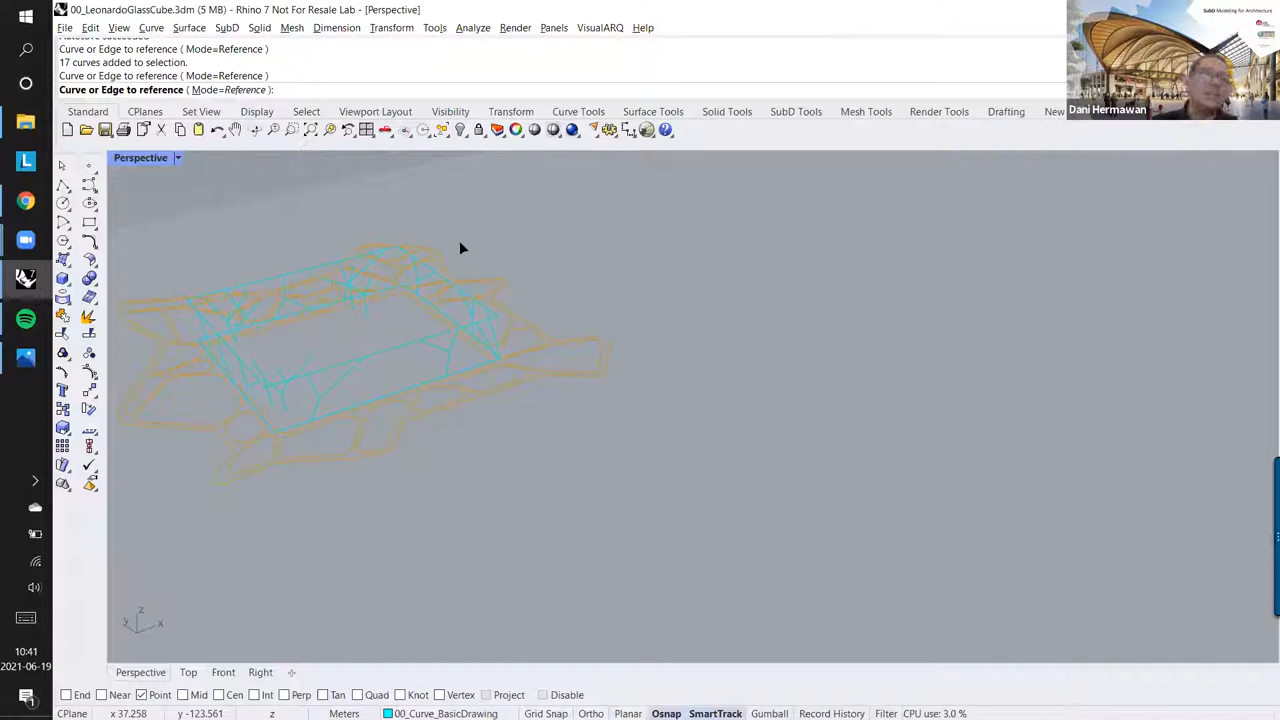 00_LeonardoGlassCube.3dm (5 MB) - Rhino 7 Not For Resale Lab - [Perspective]
File Edit View Curve Surface SubD Solid Mesh Dimension Transform Tools Analyze Render Panels VisualARQ Help
Curve or Edge to reference ( Mode=Reference )
17 curves added to selection.
Curve or Edge to reference ( Mode=Reference )
Curve or Edge to reference ( Mode=Reference ):
Standard CPlanes Set View Display Select Viewport Layout Visibility Transform Curve Tools Surface Tools Solid Tools SubD Tools Mesh Tools Render Tools Drafting New
SubD Modeling for Architecture
Dani Hermawan
Perspective
z
y x
10:41
2021-06-19
Perspective Top Front Right
End Near Point Mid Cen Int Perp Tan Quad Knot Vertex Project Disable
CPlane x 37.258 y -123.561 z Meters 00_Curve_BasicDrawing Grid Snap Ortho Planar Osnap SmartTrack Gumball Record History Filter CPU use: 3.0 %